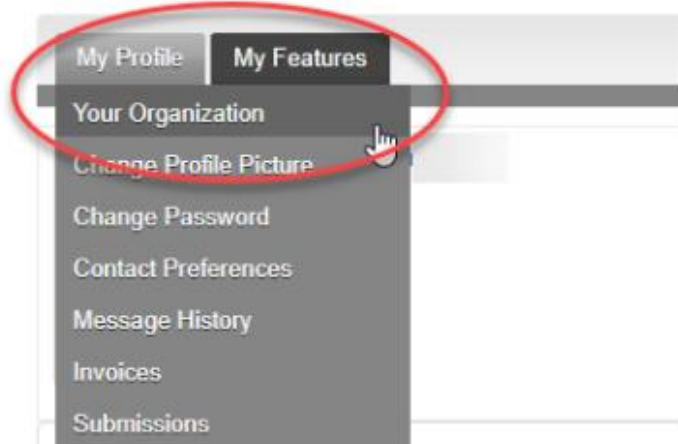 My Profile My Features
Your Organization
Change Profile Picture
Change Password
Contact Preferences
Message History
Invoices
Submissions